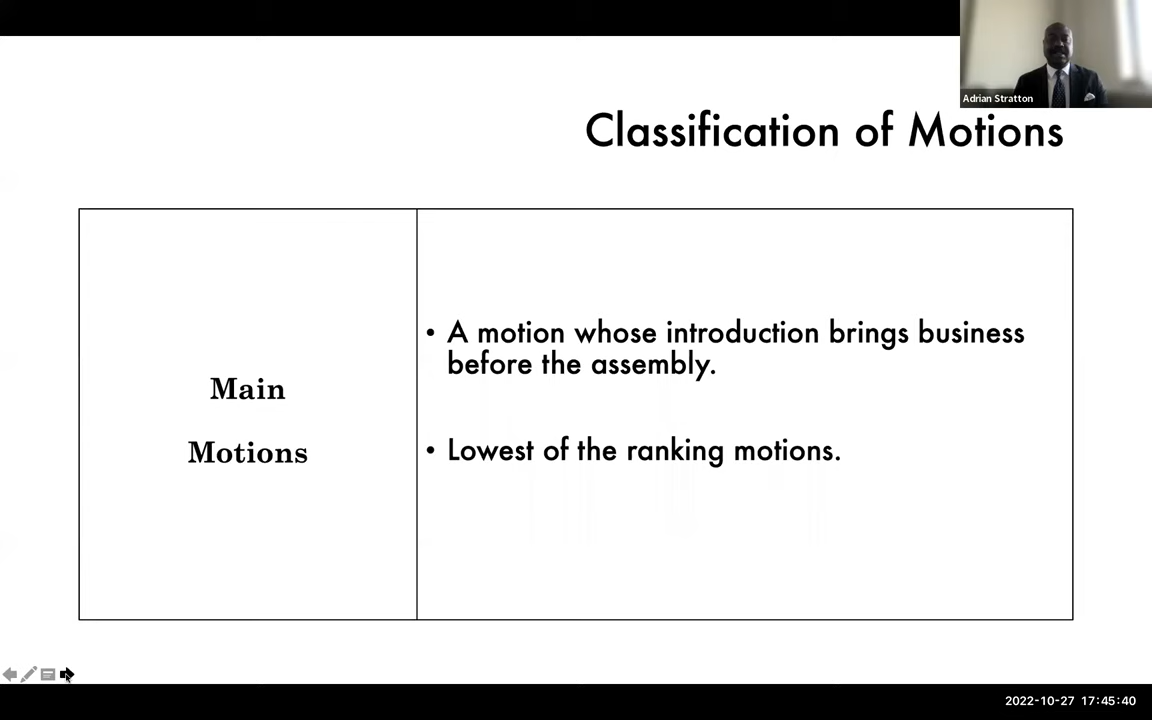 Adrian Stratton
Classification of Motions
Main
Motions
• A motion whose introduction brings business
before the assembly.
• Lowest of the ranking motions.
2022-10-27 17:45:40